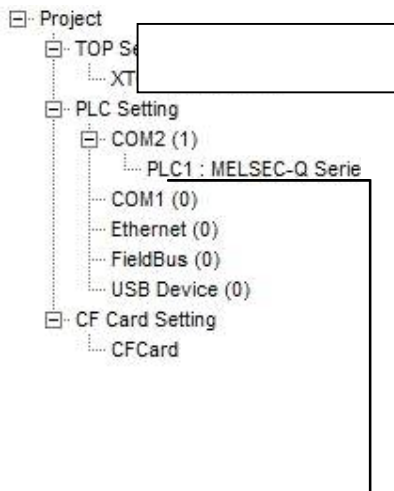 Project
TOP Se
XT
PLC Setting
COM2 (1)
PLC1 : MELSEC-Q Serie
COM1 (0)
Ethernet (0)
FieldBus (0)
USB Device (0)
CF Card Setting
CFCard